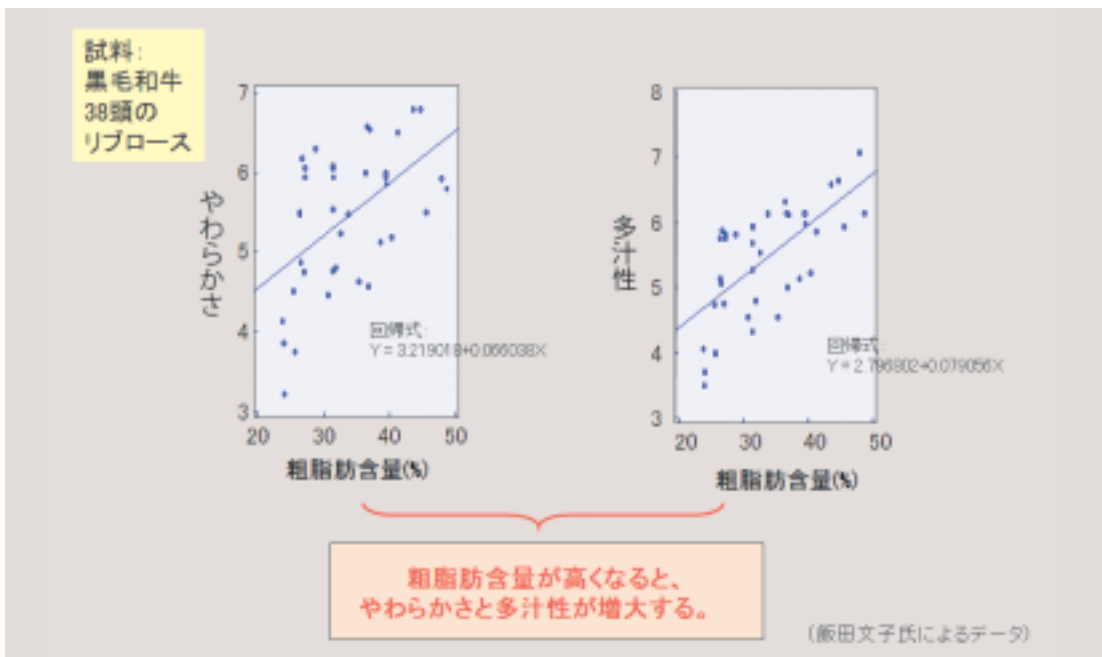 試料:
黒毛和牛
38頭の
リブロース
やわらかさ
7
6
5
4
3
20 30 40 50
粗脂肪含量(%)
回帰式:
Y = 3.219018+0.066038X
多汁性
8
7
6
5
4
3
20 30 40 50
粗脂肪含量(%)
回帰式:
Y = 2.796802+0.079056X
粗脂肪含量が高くなると、
やわらかさと多汁性が増大する。
(飯田文子氏によるデータ)